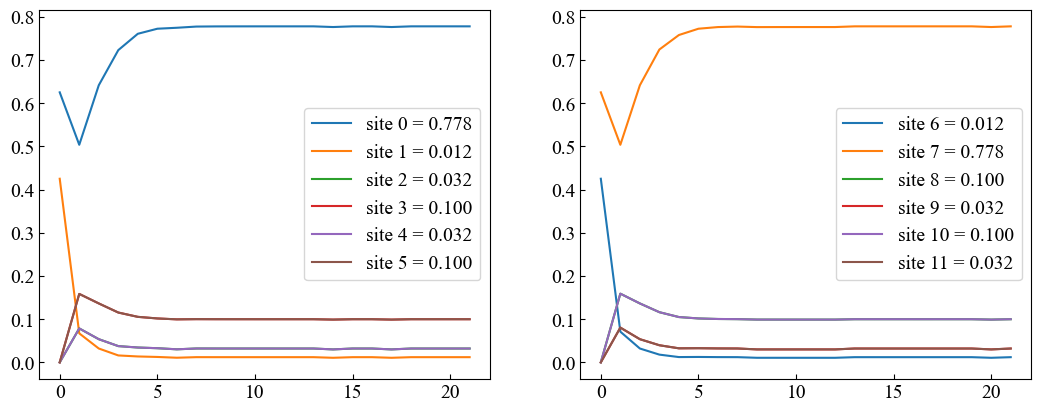 0.8
0.7
0.6
0.5
0.4
0.3
0.2
0.1
0.0
0 5 10 15 20
site 0 = 0.778
site 1 = 0.012
site 2 = 0.032
site 3 = 0.100
site 4 = 0.032
site 5 = 0.100
0.8
0.7
0.6
0.5
0.4
0.3
0.2
0.1
0.0
0 5 10 15 20
site 6 = 0.012
site 7 = 0.778
site 8 = 0.100
site 9 = 0.032
site 10 = 0.100
site 11 = 0.032